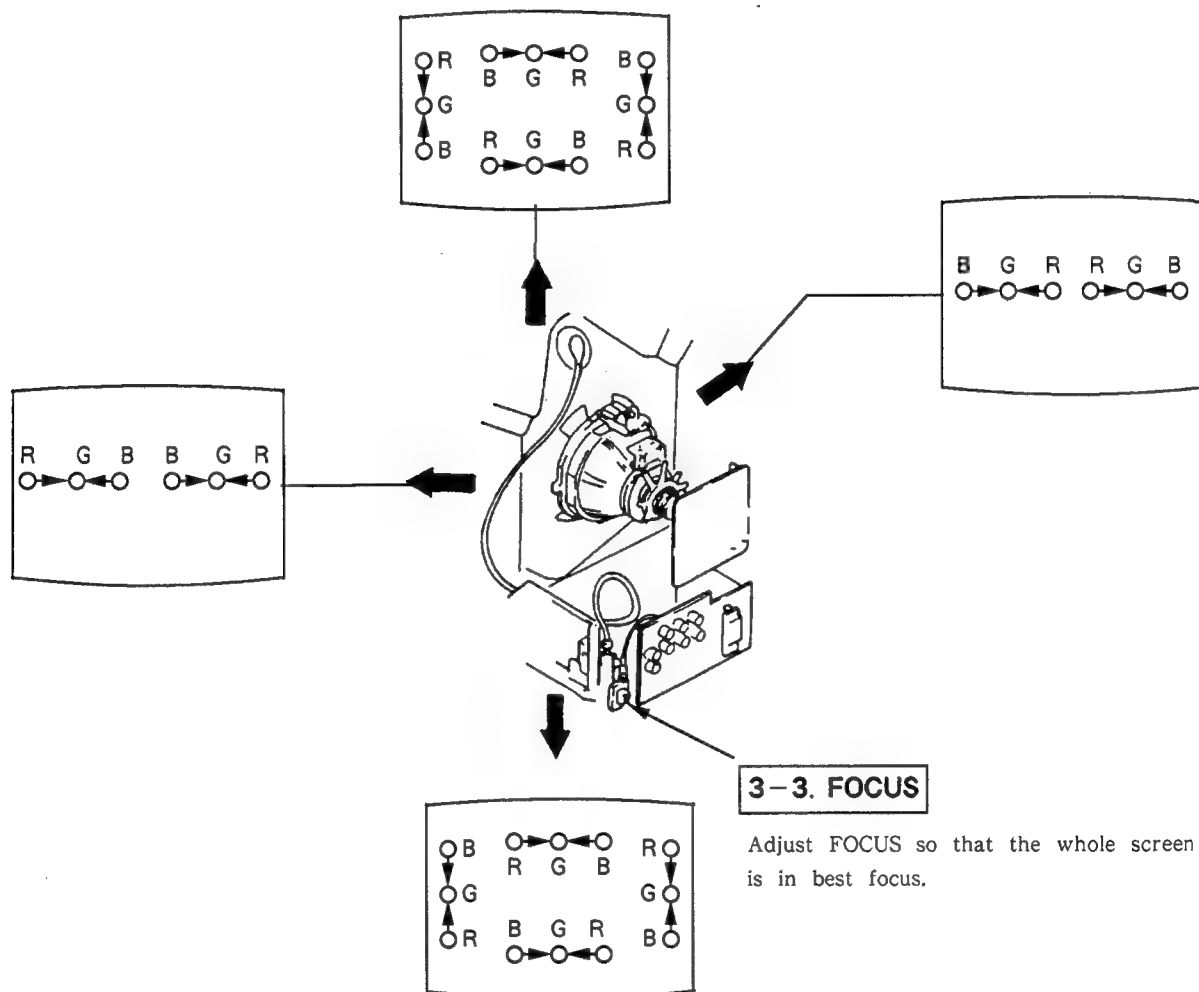 R
B G R
B
G
G
B
R G B
R
B G R R G B
R G B B G R
3-3. FOCUS
Adjust FOCUS so that the whole screen
is in best focus.
B
R G B
R
G
G
R
B G R
B